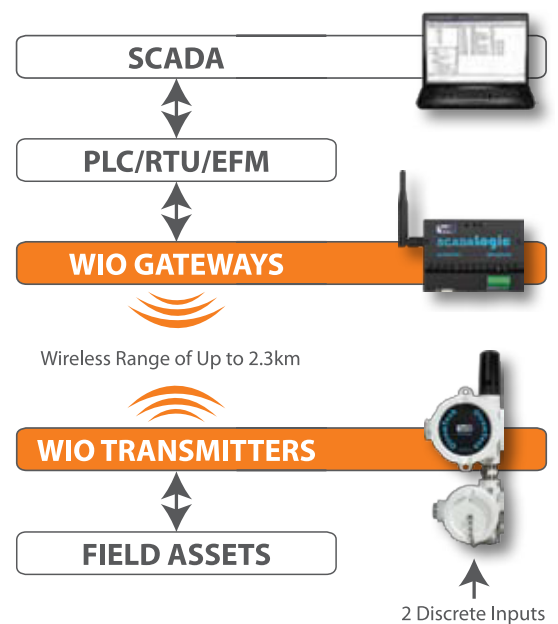 SCADA
PLC/RTU/EFM
WIO GATEWAYS
SCADAlogic
Wireless Range of Up to 2.3km
WIO TRANSMITTERS
FIELD ASSETS
2 Discrete Inputs